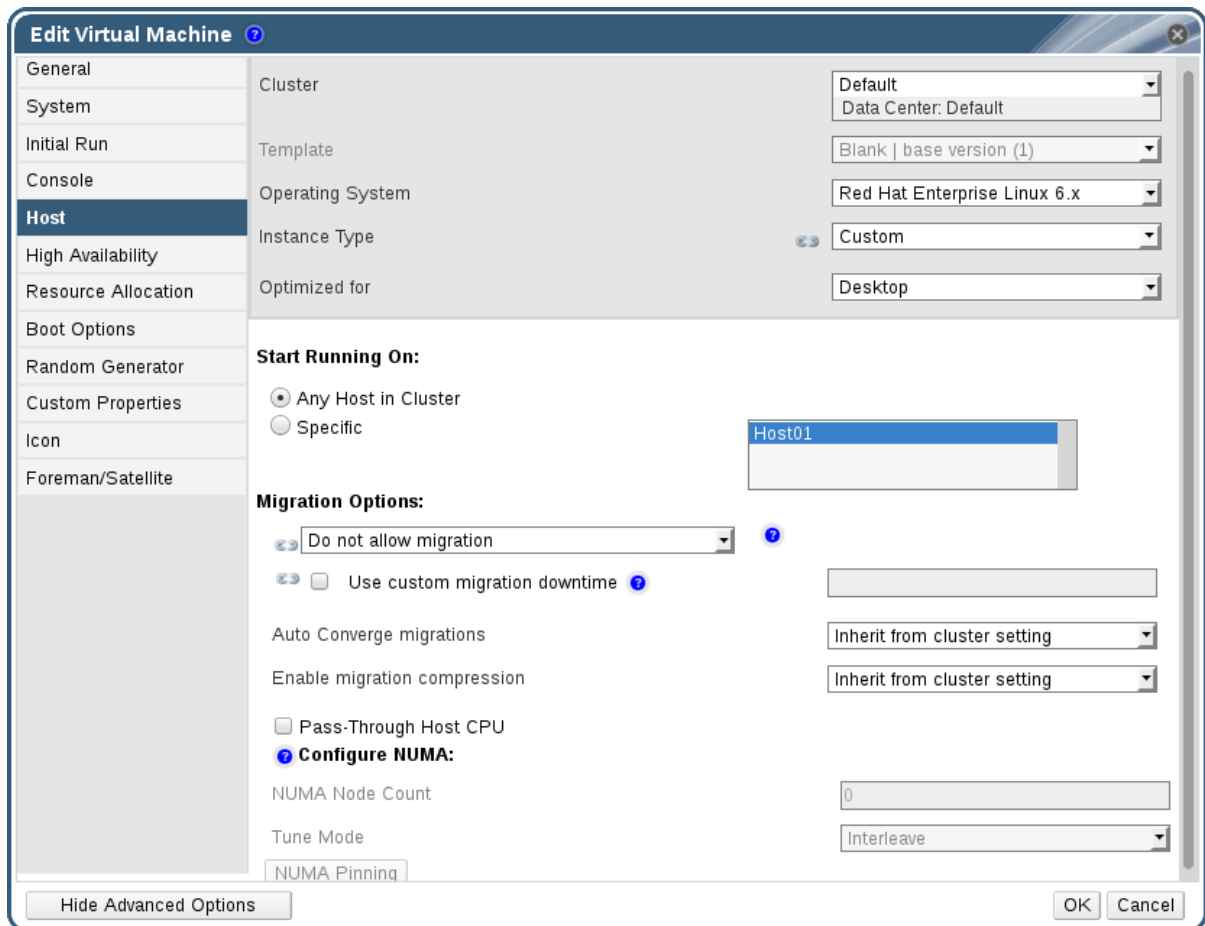 Edit Virtual Machine ?
General
System
Initial Run
Console
Host
High Availability
Resource Allocation
Boot Options
Random Generator
Custom Properties
Icon
Foreman/Satellite
Cluster Default
Data Center: Default
Template Blank | base version (1)
Operating System Red Hat Enterprise Linux 6.x
Instance Type Custom
Optimized for Desktop
Start Running On:
Any Host in Cluster
Specific
Host01
Migration Options:
Do not allow migration ?
Use custom migration downtime ?
Auto Converge migrations Inherit from cluster setting
Enable migration compression Inherit from cluster setting
Pass-Through Host CPU
? Configure NUMA:
NUMA Node Count 0
Tune Mode Interleave
NUMA Pinning
Hide Advanced Options OK Cancel